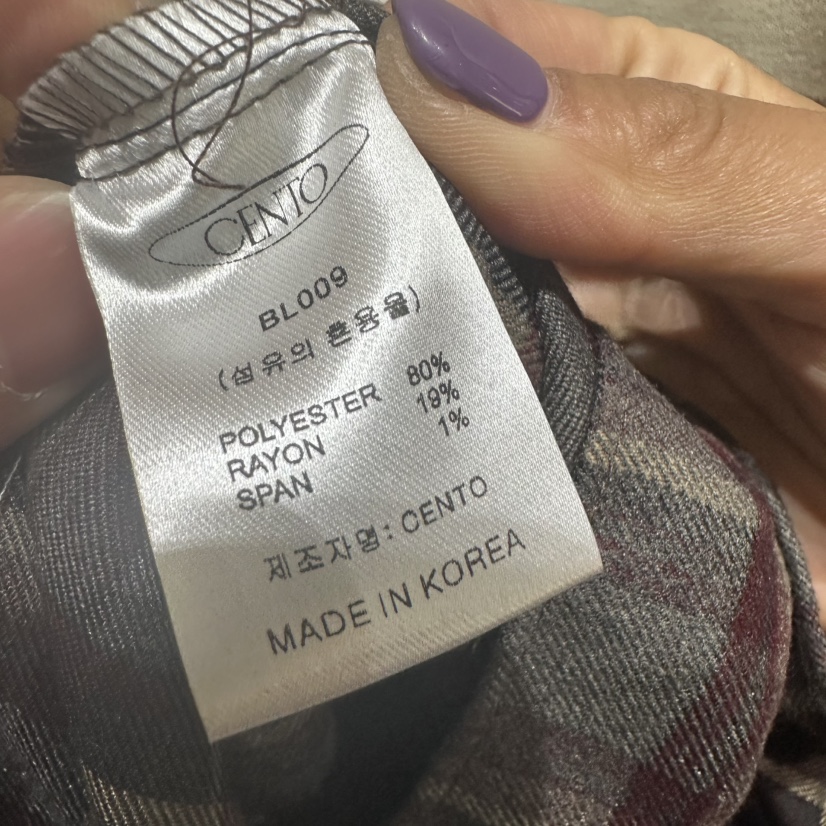 CENTO
BL009
(섬유의 혼용율)
POLYESTER 80%
RAYON 19%
SPAN 1%
제조자명: CENTO
MADE IN KOREA